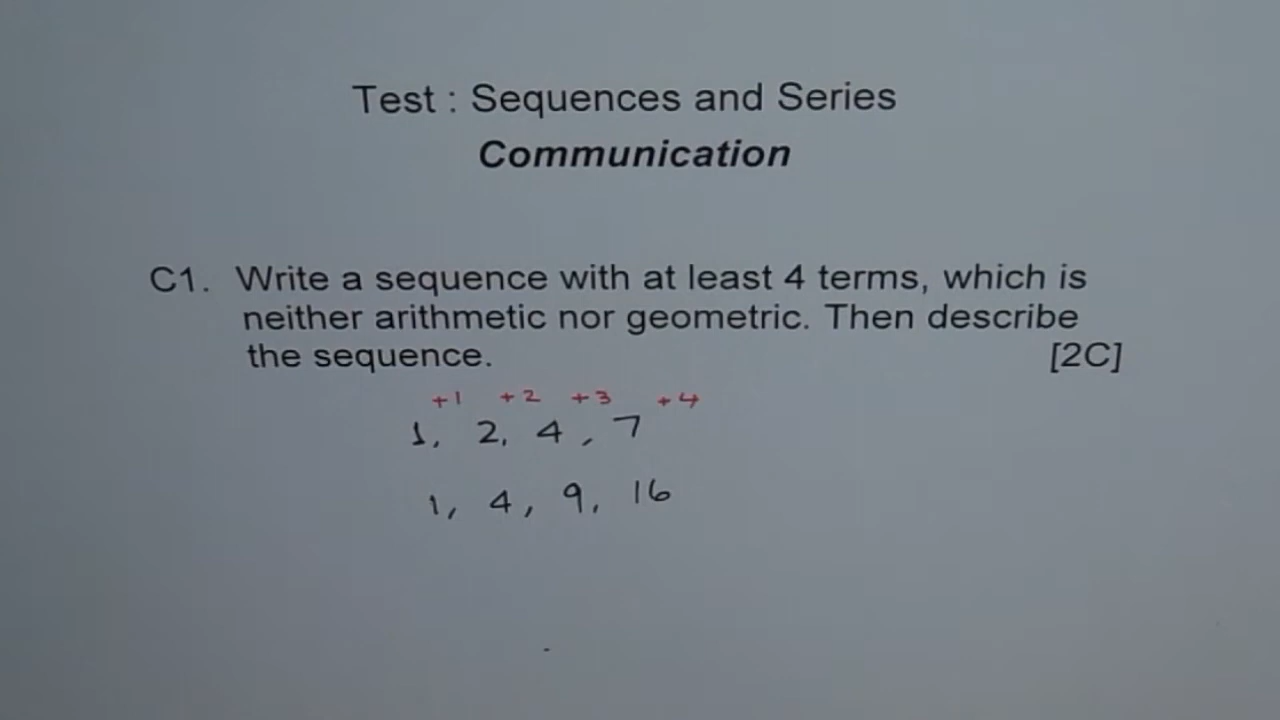 Test : Sequences and Series
Communication
C1. Write a sequence with at least 4 terms, which is
neither arithmetic nor geometric. Then describe
the sequence. [2C]
+1 +2 +3 +4
1, 2, 4, 7
1, 4, 9, 16